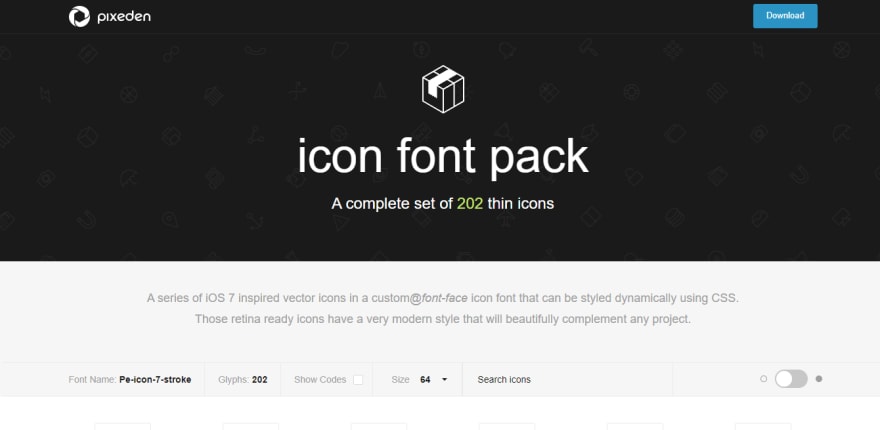 pixeden
Download
icon font pack
A complete set of 202 thin icons
A series of iOS 7 inspired vector icons in a custom@font-face icon font that can be styled dynamically using CSS.
Those retina ready icons have a very modern style that will beautifully complement any project.
Font Name: Pe-icon-7-stroke Glyphs: 202 Show Codes Size 64 Search icons